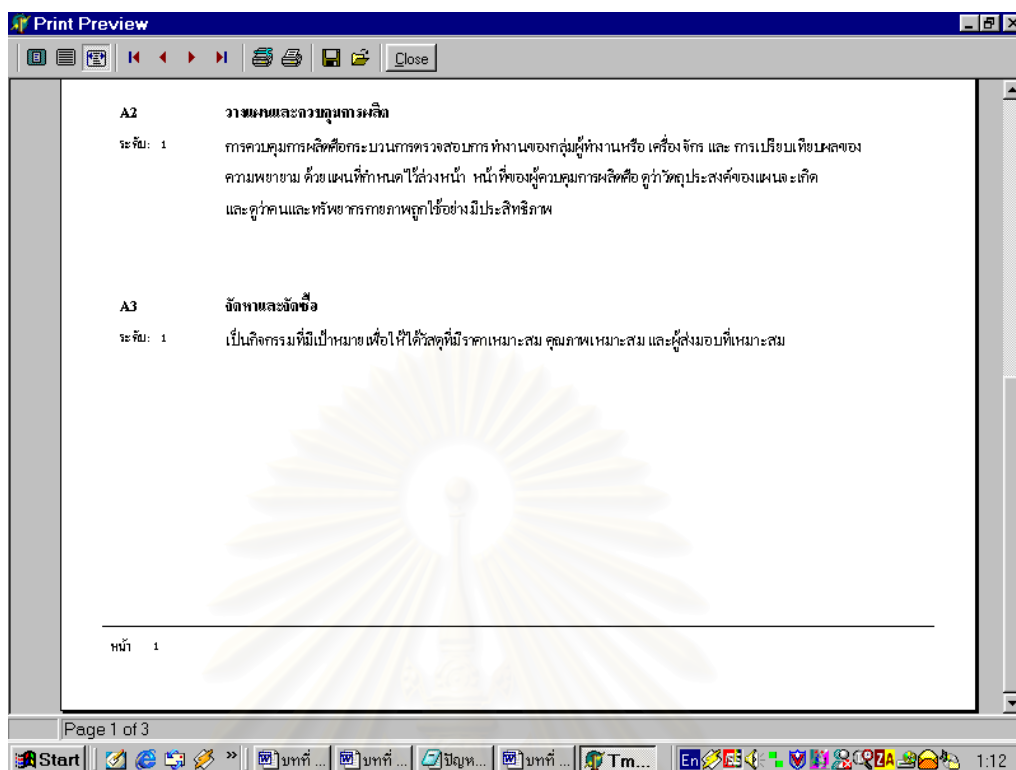 Print Preview
Close
A2 วางแผนและควบคุมการผลิต
ระดับ: 1 การควบคุมการผลิตคือกระบวนการตรวจสอบการทำงานของกลุ่มผู้ทำงานหรือ เครื่องจักร และ การเปรียบเทียบผลของ
ความพยายาม ด้วยแผนที่กำหนดไว้ล่วงหน้า หน้าที่ของผู้ควบคุมการผลิตคือ ดูว่าวัตถุประสงค์ของแผนจะเกิด
และดูว่าคนและทรัพยากรกายภาพถูกใช้อย่างมีประสิทธิภาพ
A3 จัดหาและจัดซื้อ
ระดับ: 1 เป็นกิจกรรมที่มีเป้าหมายเพื่อให้ได้วัสดุที่มีราคาเหมาะสม คุณภาพเหมาะสม และผู้ส่งมอบที่เหมาะสม
หน้า 1
Page 1 of 3
Start » บทที่ ... บทที่ ... ปัญห... บทที่ ... Tm... En 1:12